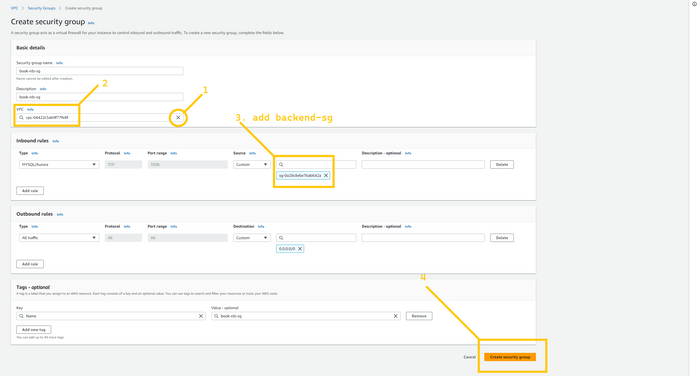 VPC > Security Groups > Create security group
Create security group Info
A security group acts as a virtual firewall for your instance to control inbound and outbound traffic. To create a new security group, complete the fields below.
Basic details
Security group name Info
book-rds-sg
Name cannot be edited after creation.
Description Info
book-rds-sg
VPC Info
2
1
3. add backend-sg
Inbound rules Info
Type Info Protocol Info Port range Info Source Info Description - optional Info
MYSQL/Aurora TCP 3306 Custom Delete
Add rule
Outbound rules Info
Type Info Protocol Info Port range Info Destination Info Description - optional Info
All traffic All All Custom Delete
0.0.0.0/0
Add rule
4
Tags - optional
A tag is a label that you assign to an AWS resource. Each tag consists of a key and an optional value. You can use tags to search and filter your resources or track your AWS costs.
Key Value - optional
Name book-rds-sg Remove
Add new tag
You can add up to 49 more tags
Cancel Create security group